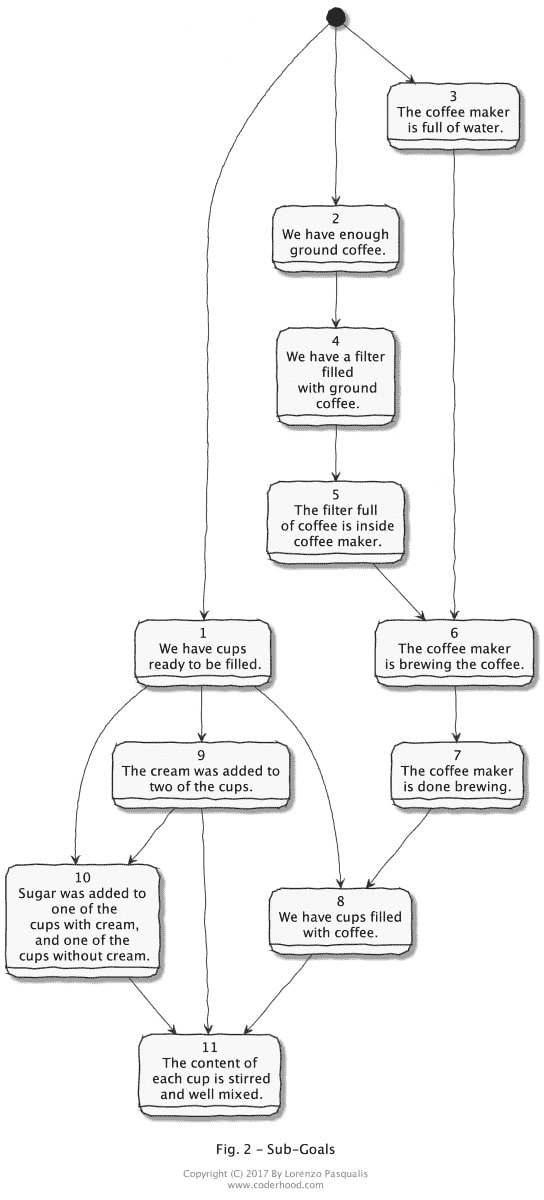 3
The coffee maker
is full of water.
2
We have enough
ground coffee.
4
We have a filter
filled
with ground
coffee.
5
The filter full
of coffee is inside
coffee maker.
1
We have cups
ready to be filled.
6
The coffee maker
is brewing the coffee.
9
The cream was added to
two of the cups.
7
The coffee maker
is done brewing.
10
Sugar was added to
one of the
cups with cream,
and one of the
cups without cream.
8
We have cups filled
with coffee.
11
The content of
each cup is stirred
and well mixed.
Fig. 2 – Sub-Goals
Copyright (C) 2017 By Lorenzo Pasqualis
www.coderhood.com